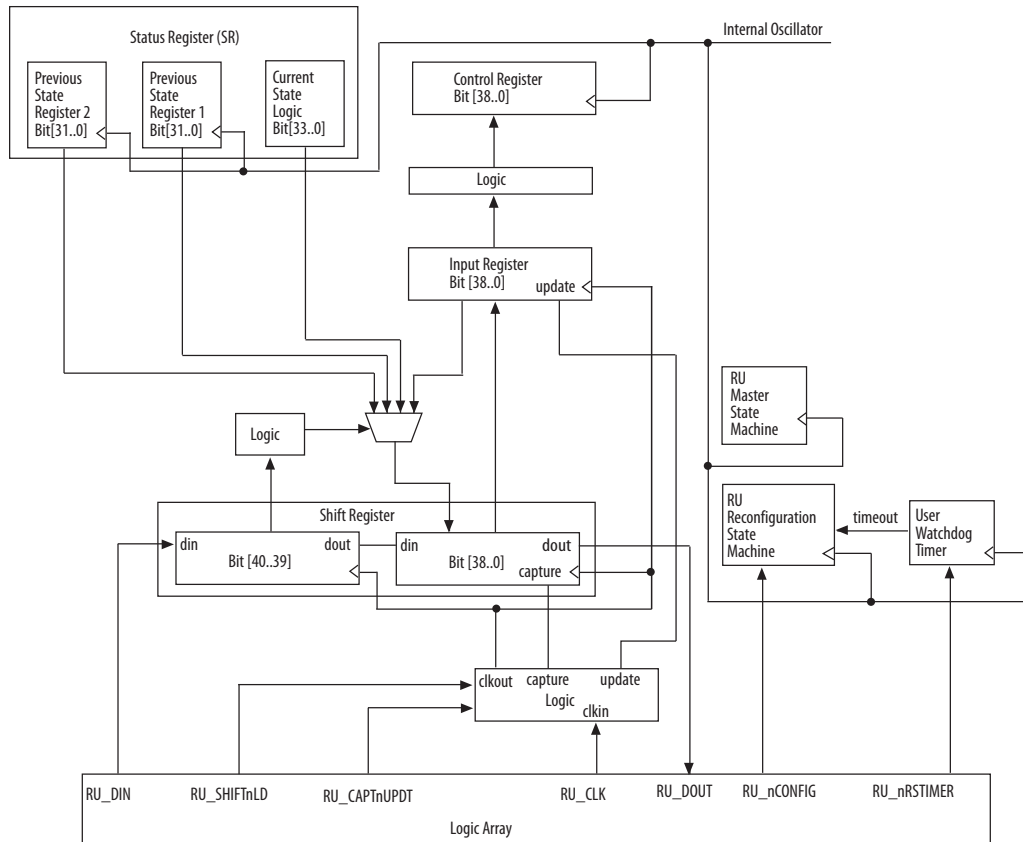 Status Register (SR)
Internal Oscillator
Previous
State
Register 2
Bit[31..0]
Previous
State
Register 1
Bit[31..0]
Current
State
Logic
Bit[33..0]
Control Register
Bit [38..0]
Logic
Input Register
Bit [38..0]
update
RU
Master
State
Machine
Logic
Shift Register
din
dout
Bit [40..39]
din
dout
Bit [38..0]
capture
RU
Reconfiguration
State
Machine
timeout
User
Watchdog
Timer
clkout
capture
update
Logic
clkin
RU_DIN
RU_SHIFTnLD
RU_CAPTnUPDT
RU_CLK
RU_DOUT
RU_nCONFIG
RU_nRSTIMER
Logic Array